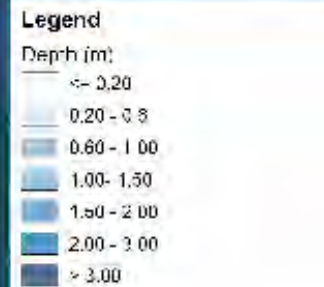 Legend
Depth (m)
<= 0.20
0.20 -
0.60 - 1.00
1.00- 1.50
1.50 - 2.00
2.00 - 3.00
> 3.00